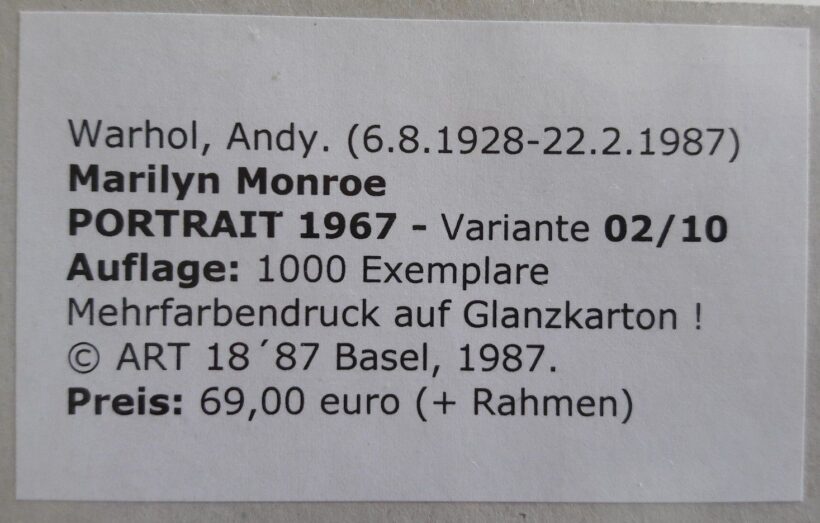 Warhol, Andy. (6.8.1928-22.2.1987)
Marilyn Monroe
PORTRAIT 1967 - Variante 02/10
Auflage: 1000 Exemplare
Mehrfarbendruck auf Glanzkarton !
© ART 18´87 Basel, 1987.
Preis: 69,00 euro (+ Rahmen)